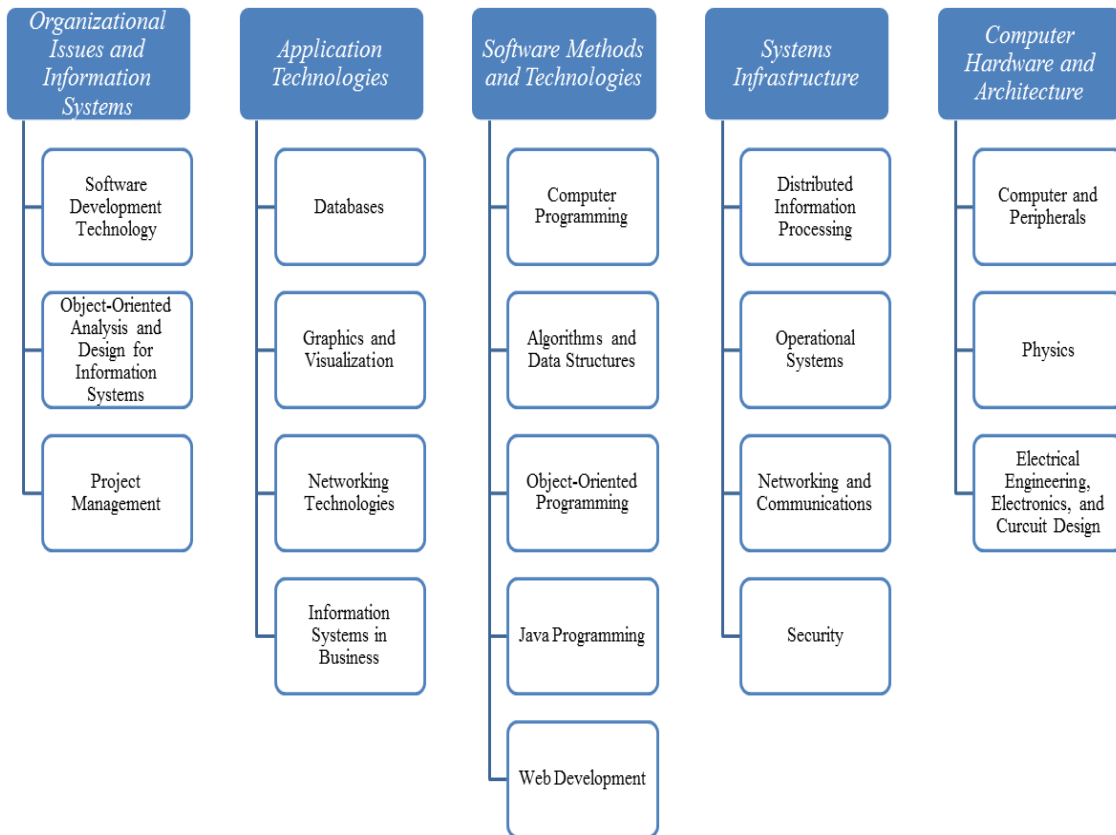 Organizational
Issues and
Information
Systems
Software
Development
Technology
Object-Oriented
Analysis and
Design for
Information
Systems
Project
Management
Application
Technologies
Databases
Graphics and
Visualization
Networking
Technologies
Information
Systems in
Business
Software Methods
and Technologies
Computer
Programming
Algorithms and
Data Structures
Object-Oriented
Programming
Java Programming
Web Development
Systems
Infrastructure
Distributed
Information
Processing
Operational
Systems
Networking and
Communications
Security
Computer
Hardware and
Architecture
Computer and
Peripherals
Physics
Electrical
Engineering,
Electronics, and
Curcuit Design